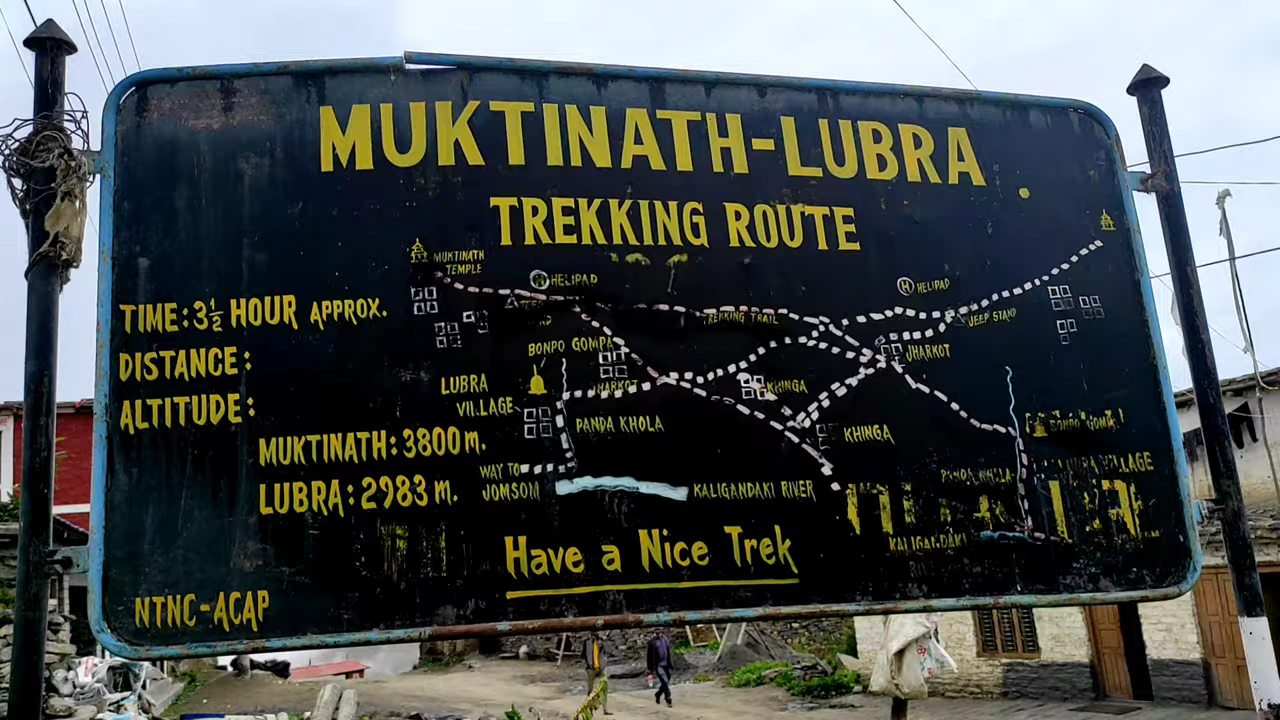 MUKTINATH-LUBRA
TREKKING ROUTE
MUKTINATH
TEMPLE
H HELIPAD
H HELIPAD
TIME: 3½ HOUR APPROX.
TREKKING TRAIL
JEEP STAND
DISTANCE:
BONPO GOMPA
JHARKOT
LUBRA
VILLAGE
JHARKOT
KHINGA
ALTITUDE:
PANDA KHOLA
KHINGA
BONPO GOMPA
MUKTINATH: 3800 m.
WAY TO
JOMSOM
PANDA KHOLA
VILLAGE
LUBRA: 2983 m.
KALIGANDAKI RIVER
KALIGANDAKI
Have a Nice Trek
NTNC-ACAP